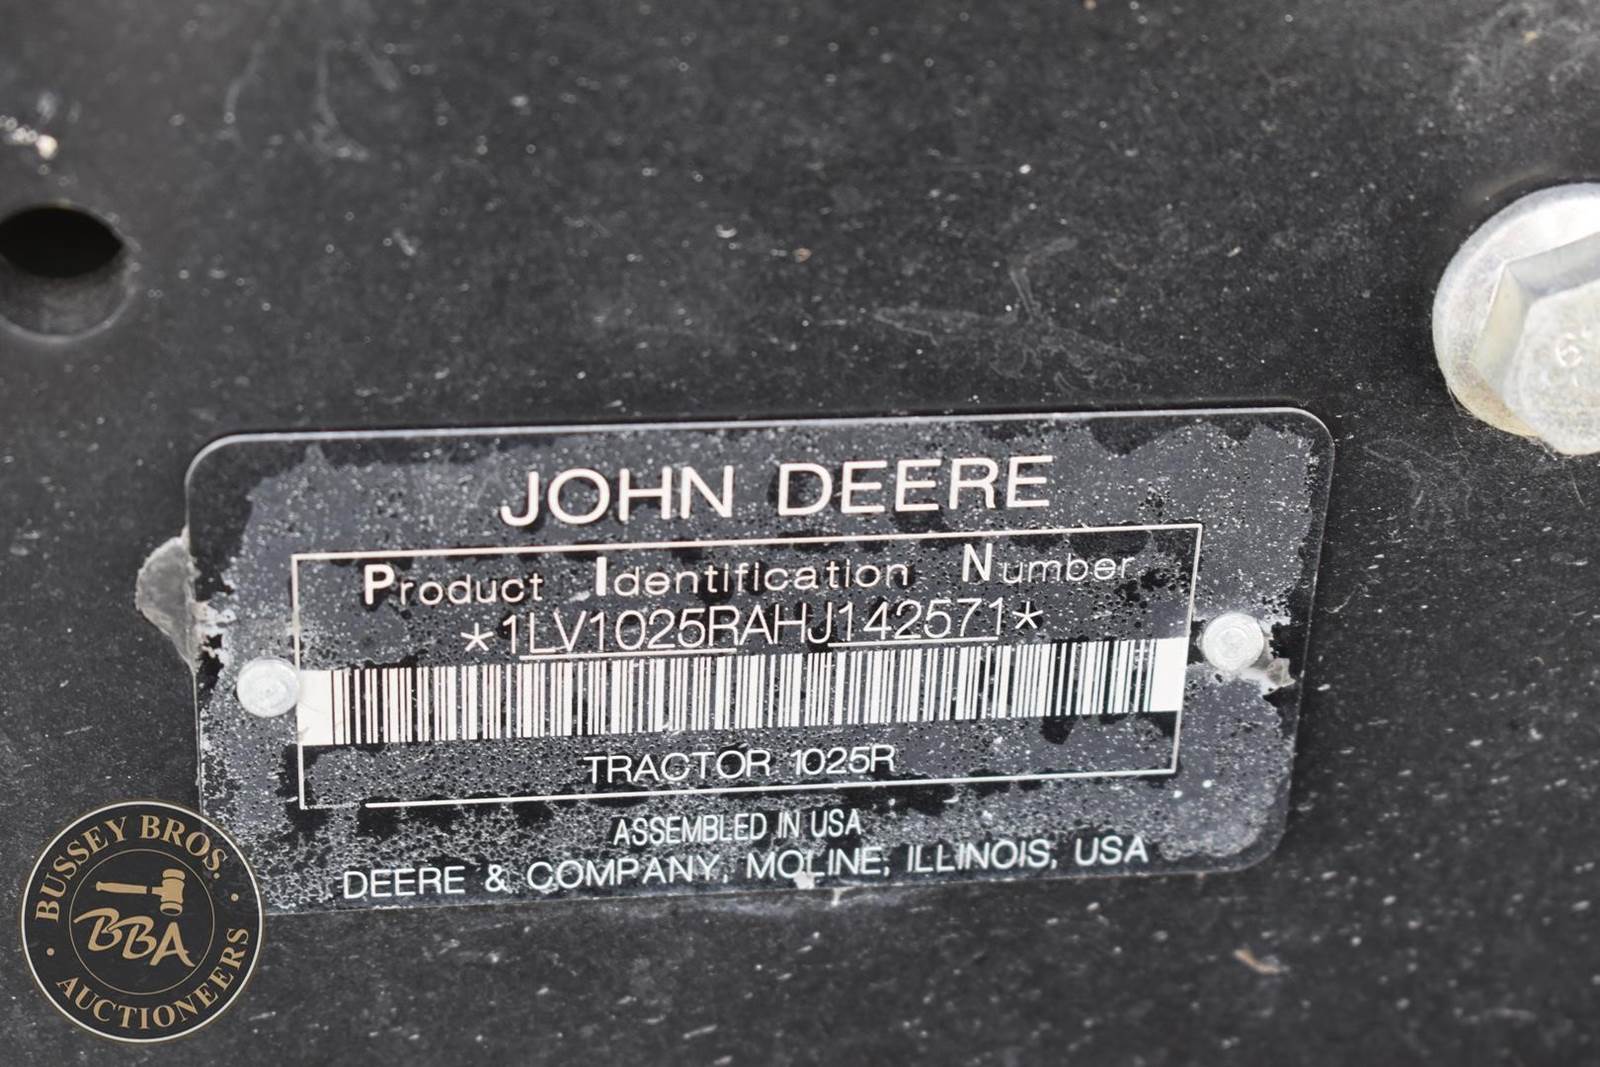 JOHN DEERE
Product Identification Number
*1LV1025RAHJ142571*
TRACTOR 1025R
ASSEMBLED IN USA
DEERE & COMPANY, MOLINE, ILLINOIS, USA
BUSSEY BROS.
BBA
AUCTIONEERS